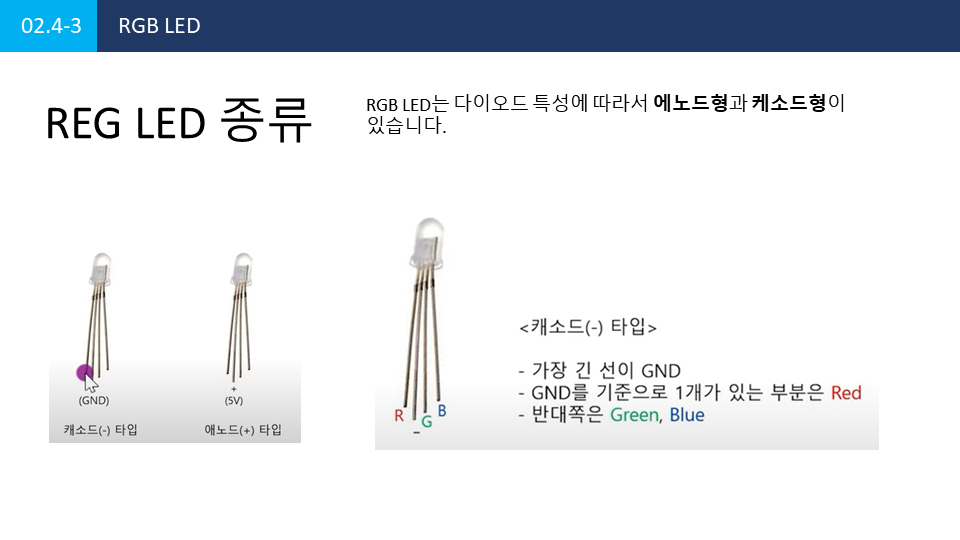 02.4-3 RGB LED
REG LED 종류
RGB LED는 다이오드 특성에 따라서 에노드형과 케소드형이
있습니다.
+
(GND) (5V)
캐소드(-) 타입 애노드(+) 타입
R G B
-
<캐소드(-) 타입>
- 가장 긴 선이 GND
- GND를 기준으로 1개가 있는 부분은 Red
- 반대쪽은 Green, Blue